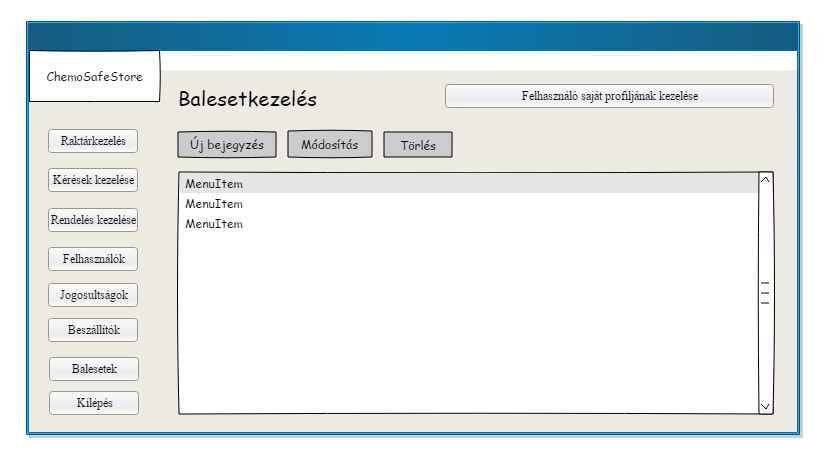 ChemoSafeStore
Balesetkezelés
Felhasználó saját profiljának kezelése
Új bejegyzés
Módosítás
Törlés
Raktárkezelés
Kérések kezelése
Rendelés kezelése
Felhasználók
Jogosultságok
Beszállítók
Balesetek
Kilépés
MenuItem
MenuItem
MenuItem